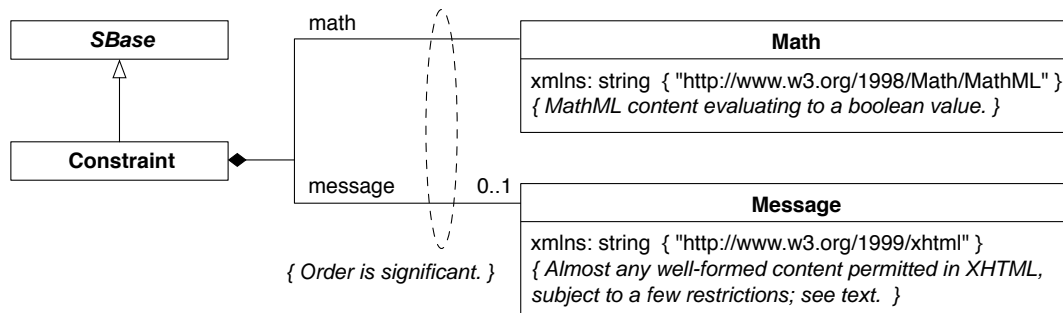 SBase
math
Math
xmlns: string { "http://www.w3.org/1998/Math/MathML" }
{ MathML content evaluating to a boolean value. }
Constraint
message 0..1
Message
xmlns: string { "http://www.w3.org/1999/xhtml" }
{ Order is significant. }
{ Almost any well-formed content permitted in XHTML,
subject to a few restrictions; see text. }